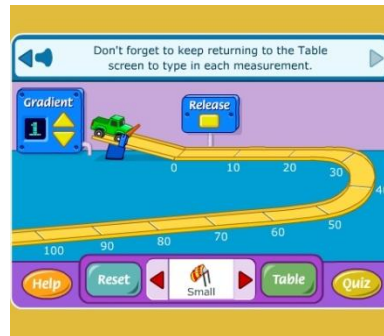 Don't forget to keep returning to the Table
screen to type in each measurement.
Gradient
1
Release
0
10
20
30
50
60
70
80
90
100
Help
Reset
Small
Table
Quiz